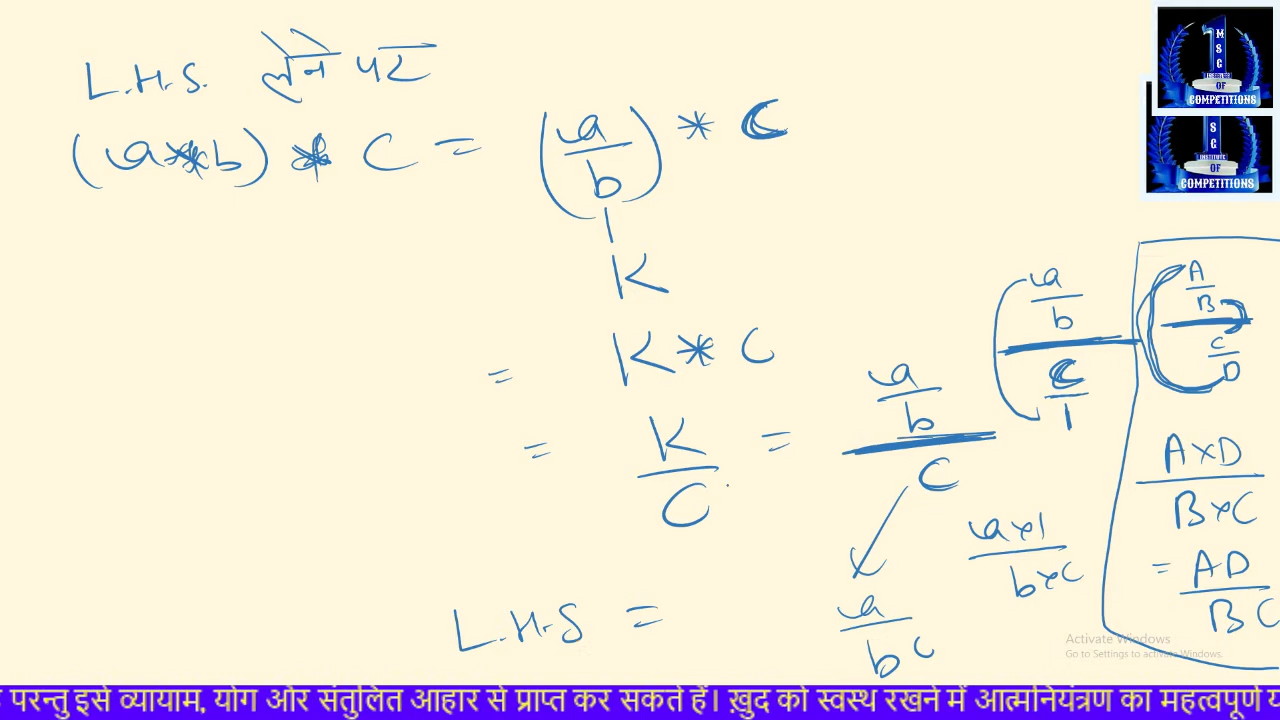 L.H.S. लेने पर
(a*b) * C = (a/b) * C
K
= K * C
= K/C = (a/b)/C
(a/b)/(C/1)
a×1/b×C
a/bC
L.H.S =
(A/B)/(C/D)
A×D/B×C
= AD/BC
1
MSC
INSTITUTE
OF
COMPETITIONS
SC
INSTITUTE
OF
COMPETITIONS
Activate Windows
Go to Settings to activate Windows.
परन्तु इसे व्यायाम, योग और संतुलित आहार से प्राप्त कर सकते हैं। ख़ुद को स्वस्थ रखने में आत्मनियंत्रण का महत्वपूर्ण